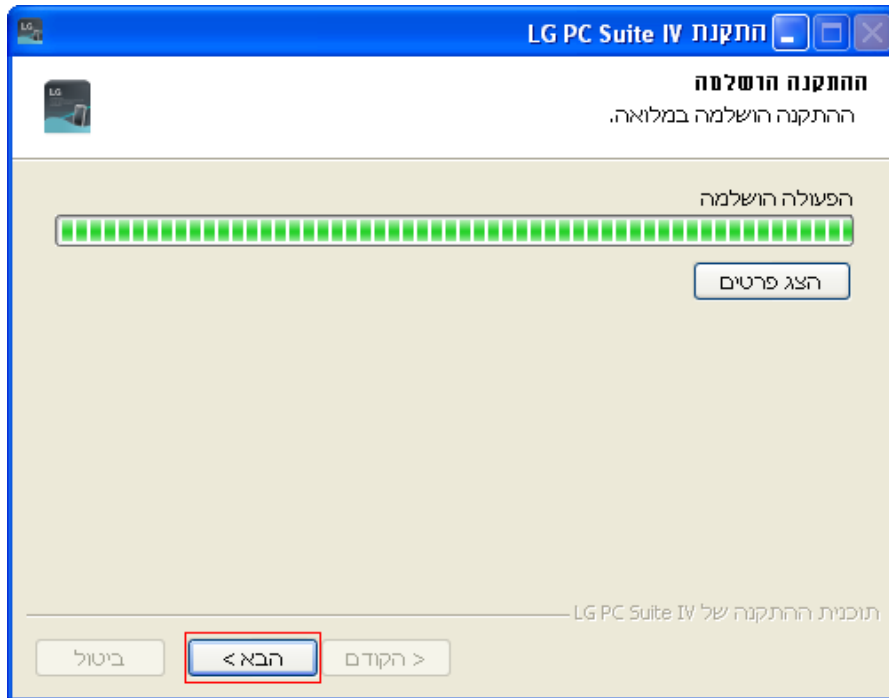 התקנת LG PC Suite IV
ההתקנה הושלמה
ההתקנה הושלמה במלואה.
הפעולה הושלמה
הצג פרטים
תוכנית ההתקנה של LG PC Suite IV
< הקודם
הבא >
ביטול